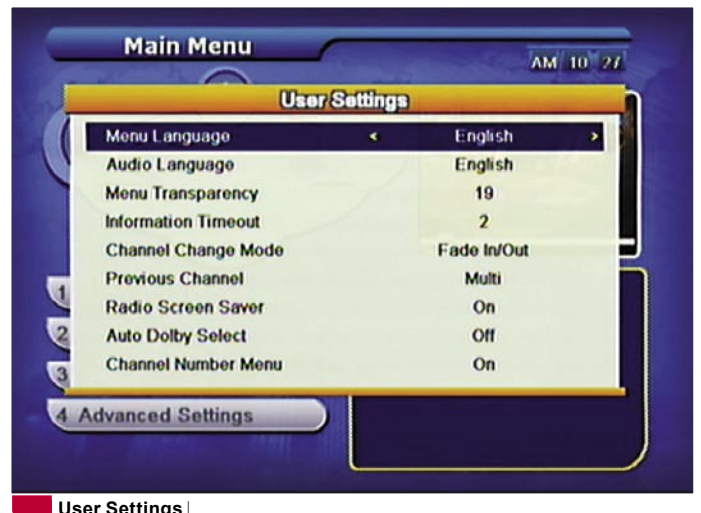 Main Menu
AM 10 27
User Settings
Menu Language < English >
Audio Language English
Menu Transparency 19
Information Timeout 2
Channel Change Mode Fade In/Out
Previous Channel Multi
Radio Screen Saver On
Auto Dolby Select Off
Channel Number Menu On
1
2
3
4 Advanced Settings
User Settings